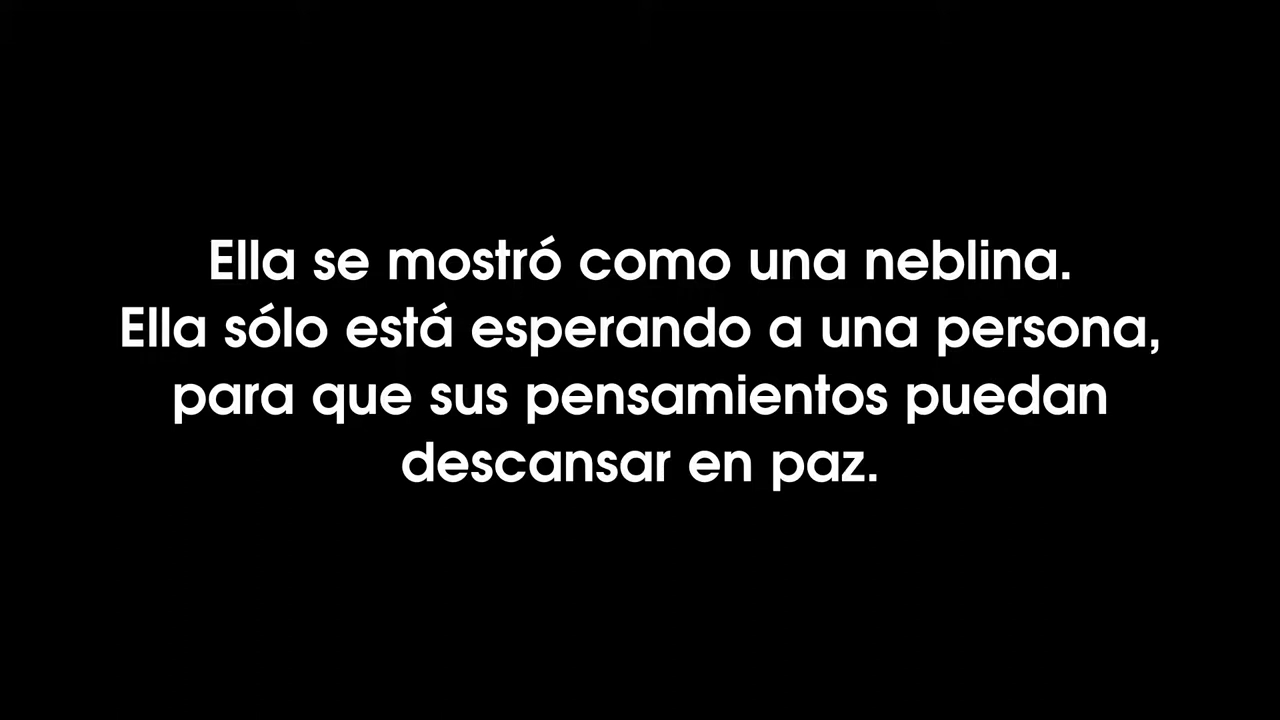 Ella se mostró como una neblina.
Ella sólo está esperando a una persona,
para que sus pensamientos puedan
descansar en paz.